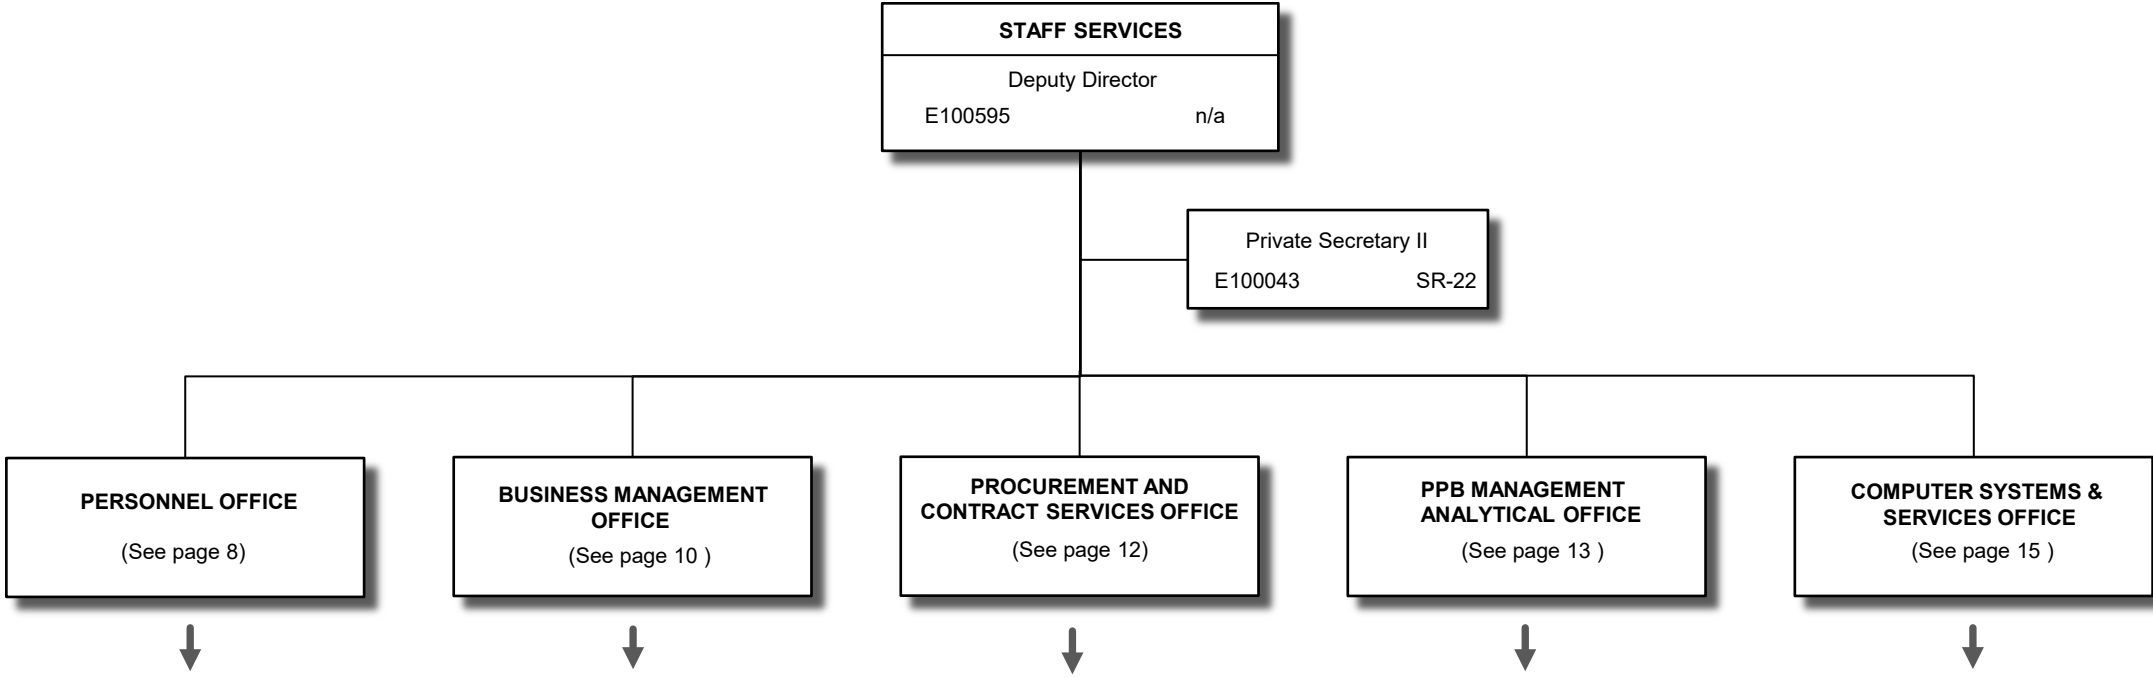 STAFF SERVICES
Deputy Director
E100595 n/a
Private Secretary II
E100043 SR-22
PERSONNEL OFFICE
(See page 8)
BUSINESS MANAGEMENT
OFFICE
(See page 10 )
PROCUREMENT AND
CONTRACT SERVICES OFFICE
(See page 12)
PPB MANAGEMENT
ANALYTICAL OFFICE
(See page 13 )
COMPUTER SYSTEMS &
SERVICES OFFICE
(See page 15 )